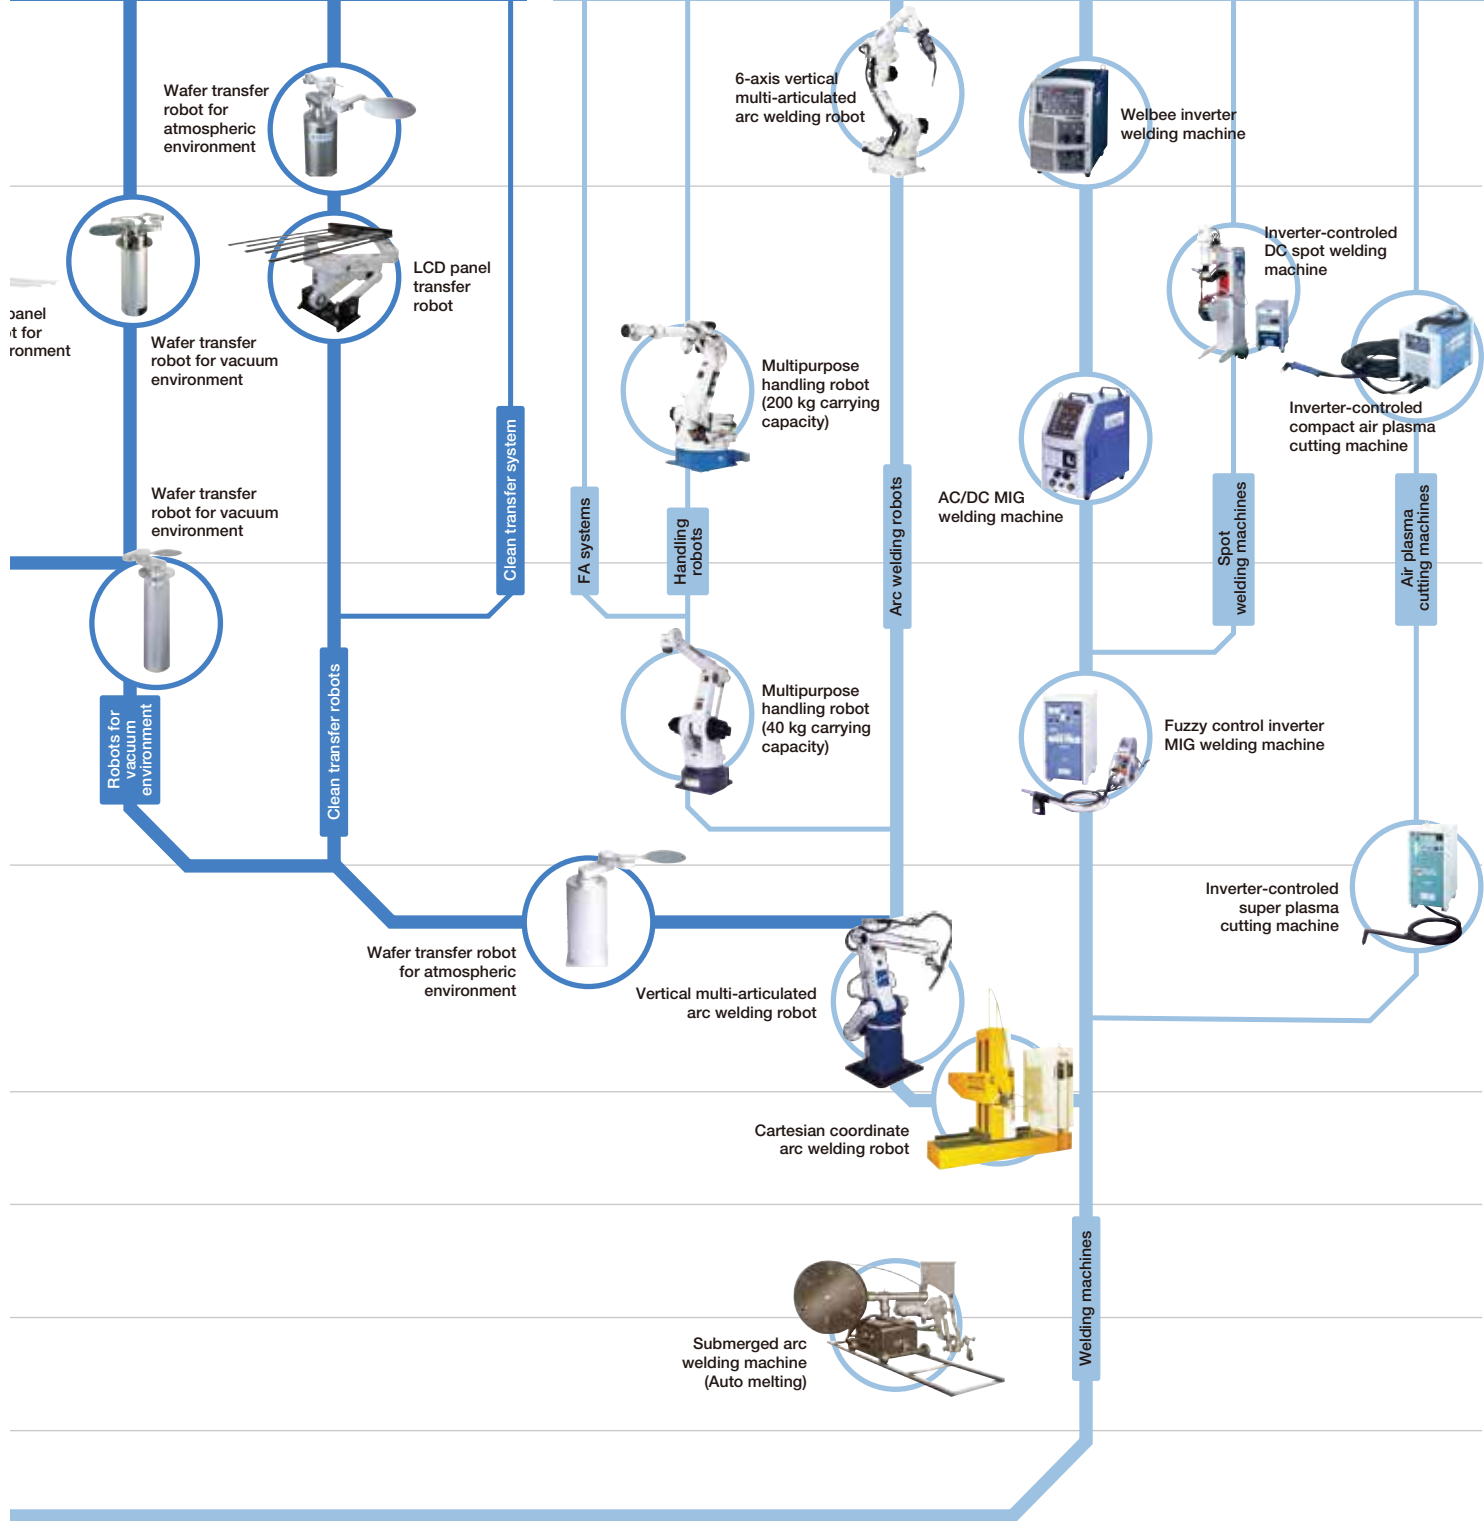 Wafer transfer
robot for
atmospheric
environment
6-axis vertical
multi-articulated
arc welding robot
Welbee inverter
welding machine
LCD panel
transfer
robot
Inverter-controled
DC spot welding
machine
panel
t for
ronment
Wafer transfer
robot for vacuum
environment
Multipurpose
handling robot
(200 kg carrying
capacity)
Inverter-controled
compact air plasma
cutting machine
Wafer transfer
robot for vacuum
environment
Clean transfer system
FA systems
Handling
robots
Arc welding robots
AC/DC MIG
welding machine
Spot
welding machines
Air plasma
cutting machines
Robots for
vacuum
environment
Clean transfer robots
Multipurpose
handling robot
(40 kg carrying
capacity)
Fuzzy control inverter
MIG welding machine
Inverter-controled
super plasma
cutting machine
Wafer transfer robot
for atmospheric
environment
Vertical multi-articulated
arc welding robot
Cartesian coordinate
arc welding robot
Welding machines
Submerged arc
welding machine
(Auto melting)